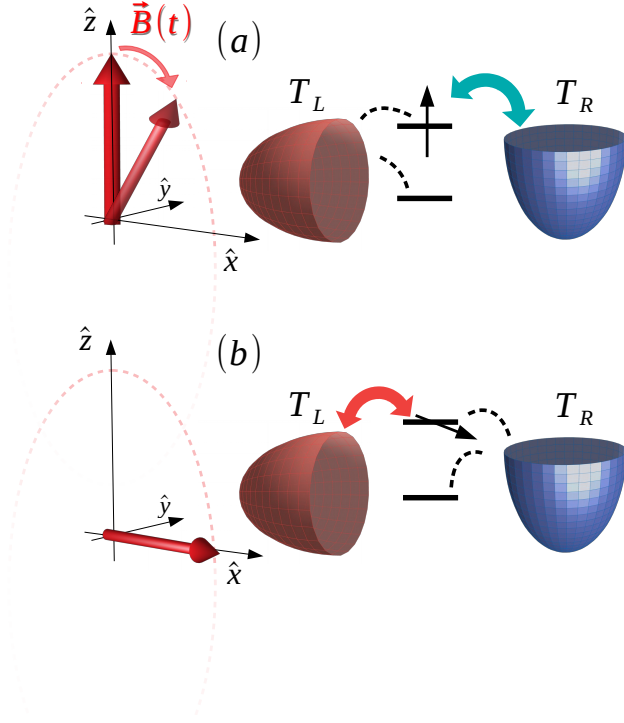 ẑ B⃗(t) (a)
T_L T_R
ŷ
x̂
(b)
ẑ
T_L T_R
ŷ
x̂